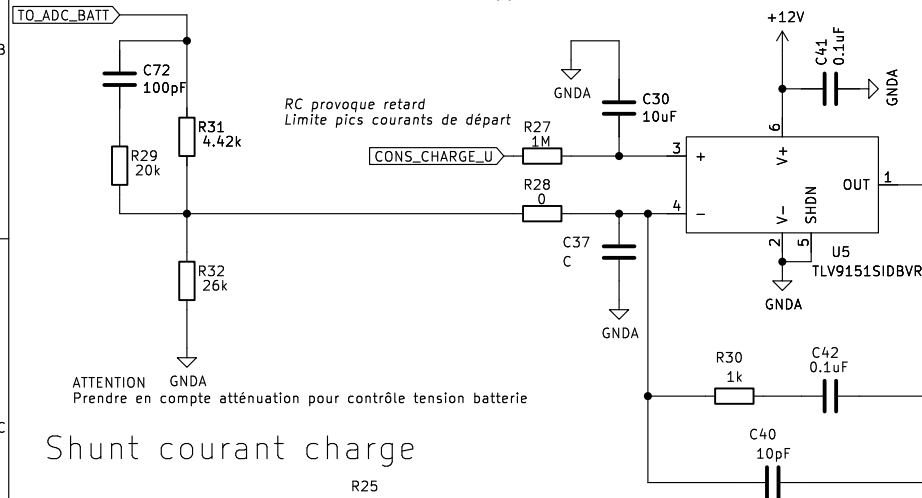 TO_ADC_BATT
+12V
B
C41
0.1uF
GNDA
C72
100pF
GNDA
C30
10uF
RC provoque retard
Limite pics courants de départ
R31
4.42k
R27
1M
6
CONS_CHARGE_U
3
+
V+
R29
20k
R28
0
OUT
1
4
-
V-
SHDN
2
5
C37
C
U5
TLV9151SIDBVR
R32
26k
GNDA
GNDA
R30
1k
C42
0.1uF
ATTENTION
GNDA
Prendre en compte atténuation pour contrôle tension batterie
C
Shunt courant charge
C40
10pF
R25